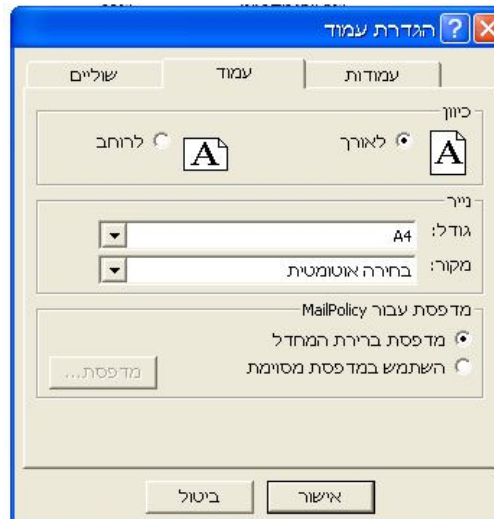 הגדרת עמוד
עמודות
עמוד
שוליים
כיוון
A לאורך
A לרוחב
נייר
גודל: A4
מקור: בחירה אוטומטית
מדפסת עבור MailPolicy
מדפסת ברירת המחדל
השתמש במדפסת מסוימת
מדפסת...
אישור
ביטול